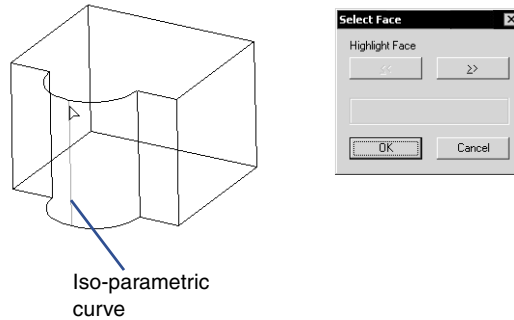 Select Face
Highlight Face
>>
OK
Cancel
Iso-parametric
curve